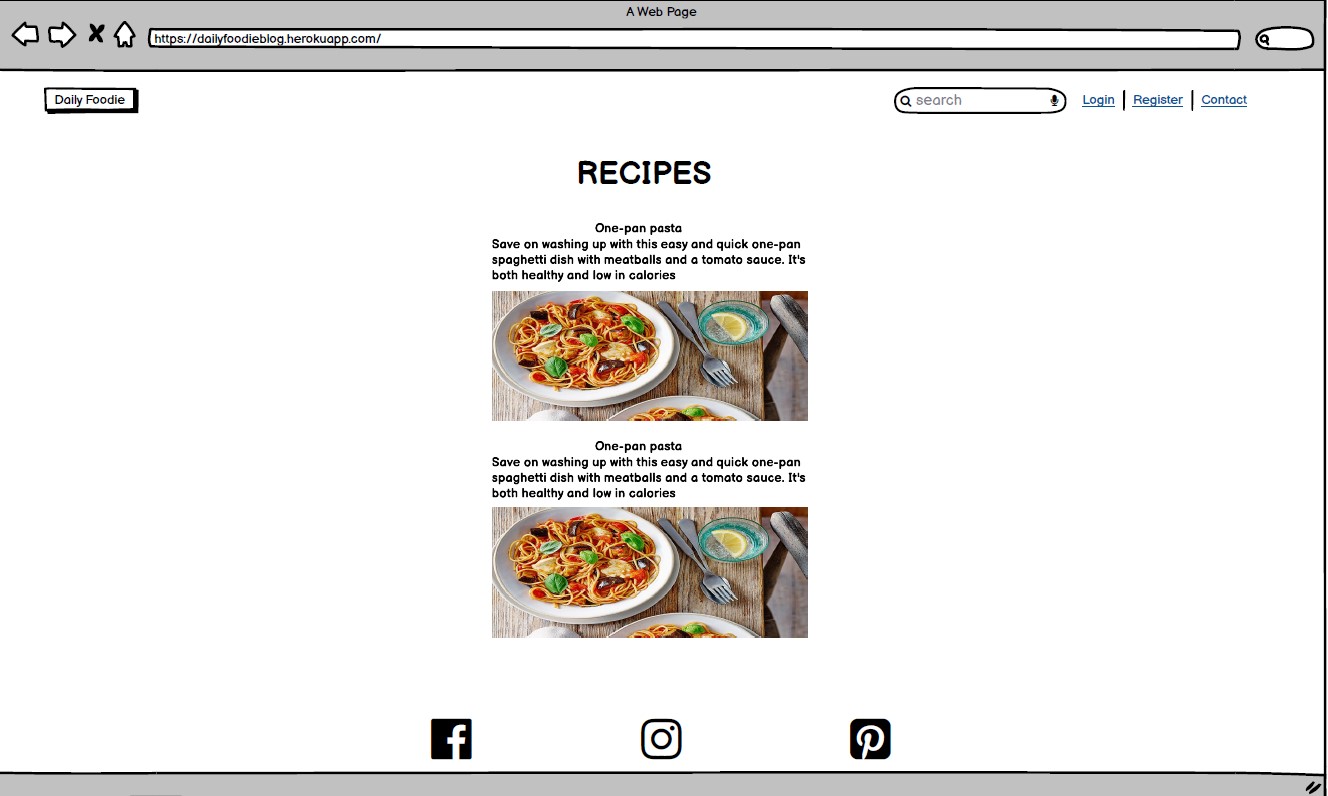 A Web Page
https://dailyfoodieblog.herokuapp.com/
Daily Foodie
search
Login
Register
Contact
RECIPES
One-pan pasta
Save on washing up with this easy and quick one-pan
spaghetti dish with meatballs and a tomato sauce. It's
both healthy and low in calories
One-pan pasta
Save on washing up with this easy and quick one-pan
spaghetti dish with meatballs and a tomato sauce. It's
both healthy and low in calories